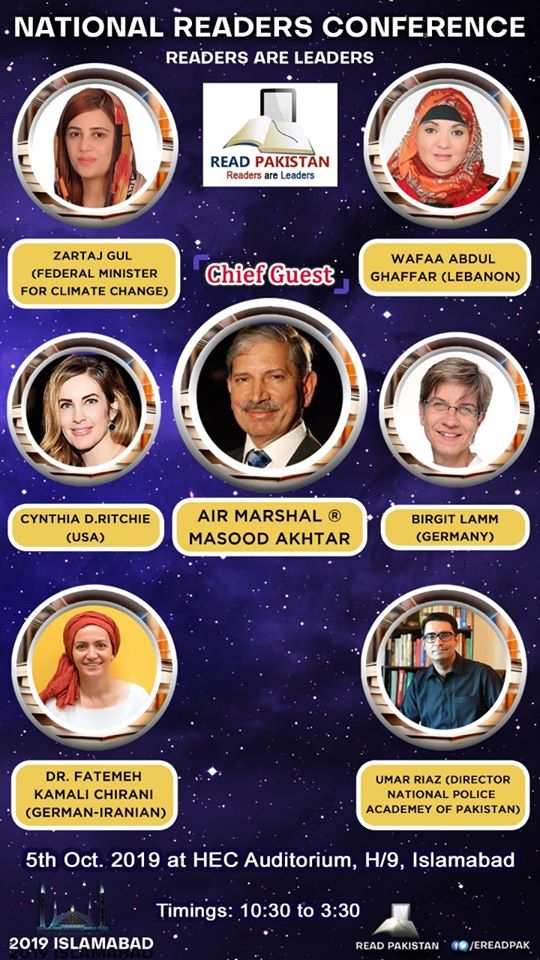 NATIONAL READERS CONFERENCE
READERS ARE LEADERS
READ PAKISTAN
Readers are Leaders
ZARTAJ GUL
(FEDERAL MINISTER
FOR CLIMATE CHANGE)
WAFAA ABDUL
GHAFFAR (LEBANON)
Chief Guest
CYNTHIA D.RITCHIE
(USA)
AIR MARSHAL ®
MASOOD AKHTAR
BIRGIT LAMM
(GERMANY)
DR. FATEMEH
KAMALI CHIRANI
(GERMAN-IRANIAN)
UMAR RIAZ (DIRECTOR
NATIONAL POLICE
ACADEMEY OF PAKISTAN)
5th Oct. 2019 at HEC Auditorium, H/9, Islamabad
Timings: 10:30 to 3:30
2019 ISLAMABAD
READ PAKISTAN
/EREADPAK